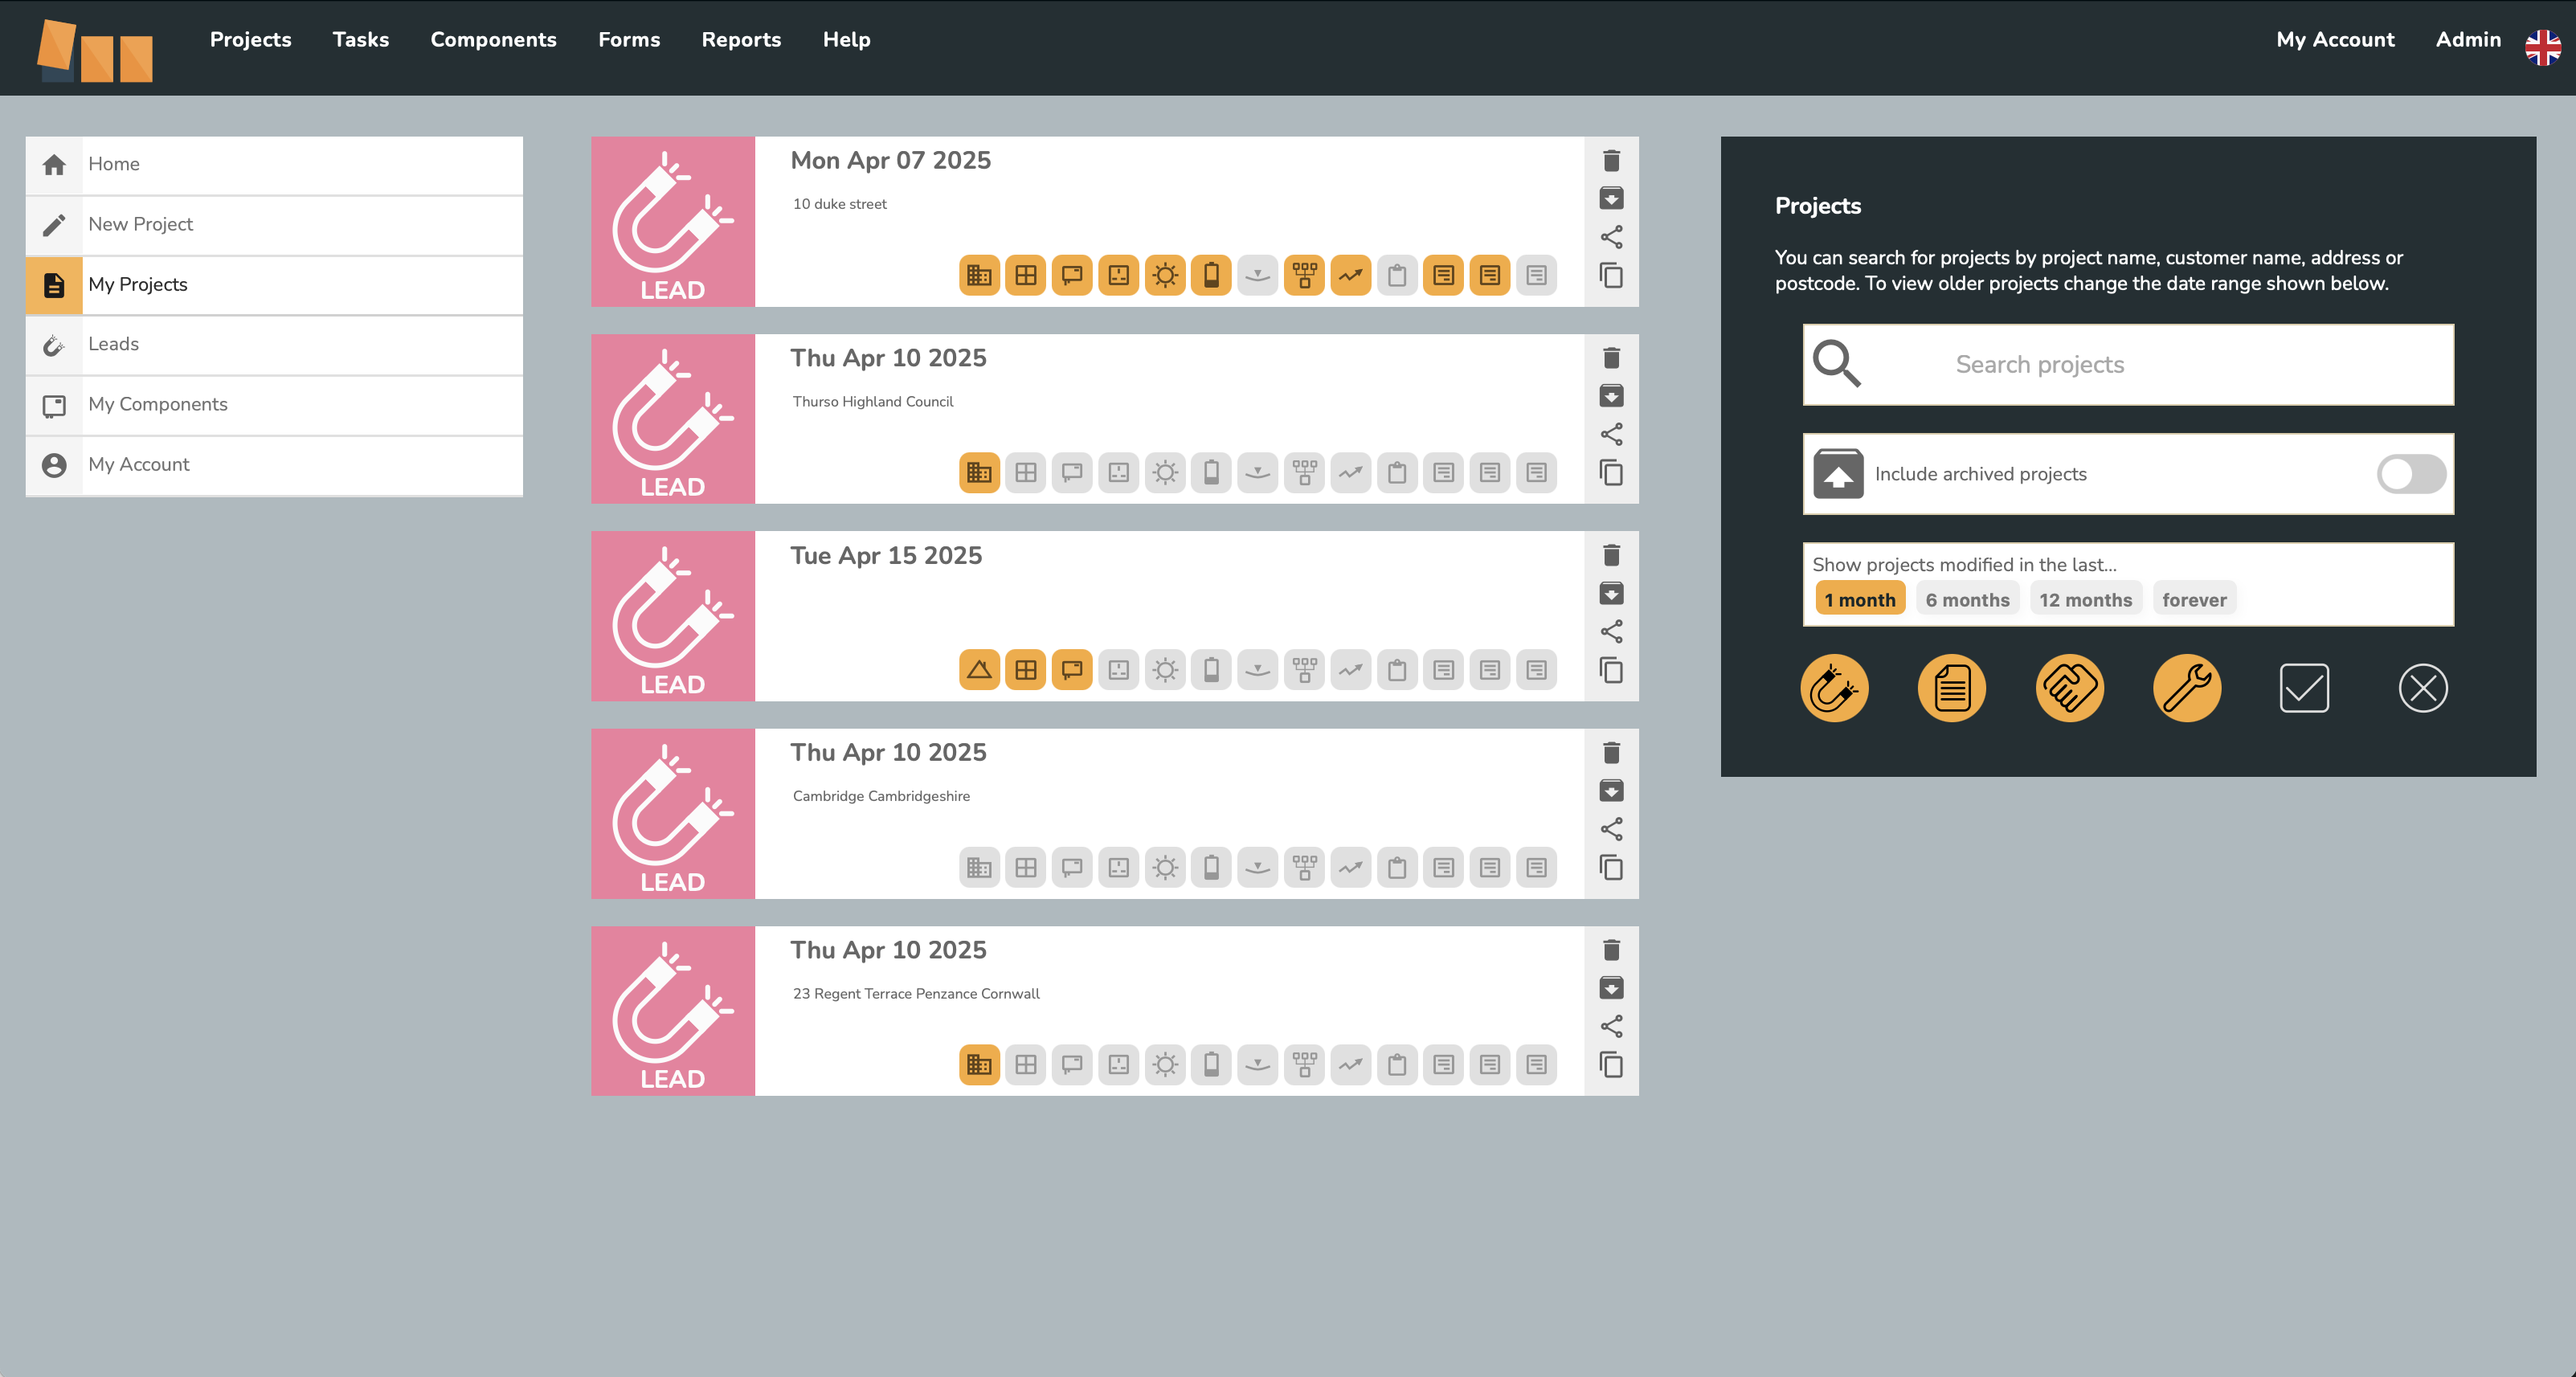 Projects Tasks Components Forms Reports Help My Account Admin
Home
New Project
My Projects
Leads
My Components
My Account
LEAD
Mon Apr 07 2025
10 duke street
LEAD
Thu Apr 10 2025
Thurso Highland Council
LEAD
Tue Apr 15 2025
LEAD
Thu Apr 10 2025
Cambridge Cambridgeshire
LEAD
Thu Apr 10 2025
23 Regent Terrace Penzance Cornwall
Projects
You can search for projects by project name, customer name, address or
postcode. To view older projects change the date range shown below.
Search projects
Include archived projects
Show projects modified in the last...
1 month 6 months 12 months forever